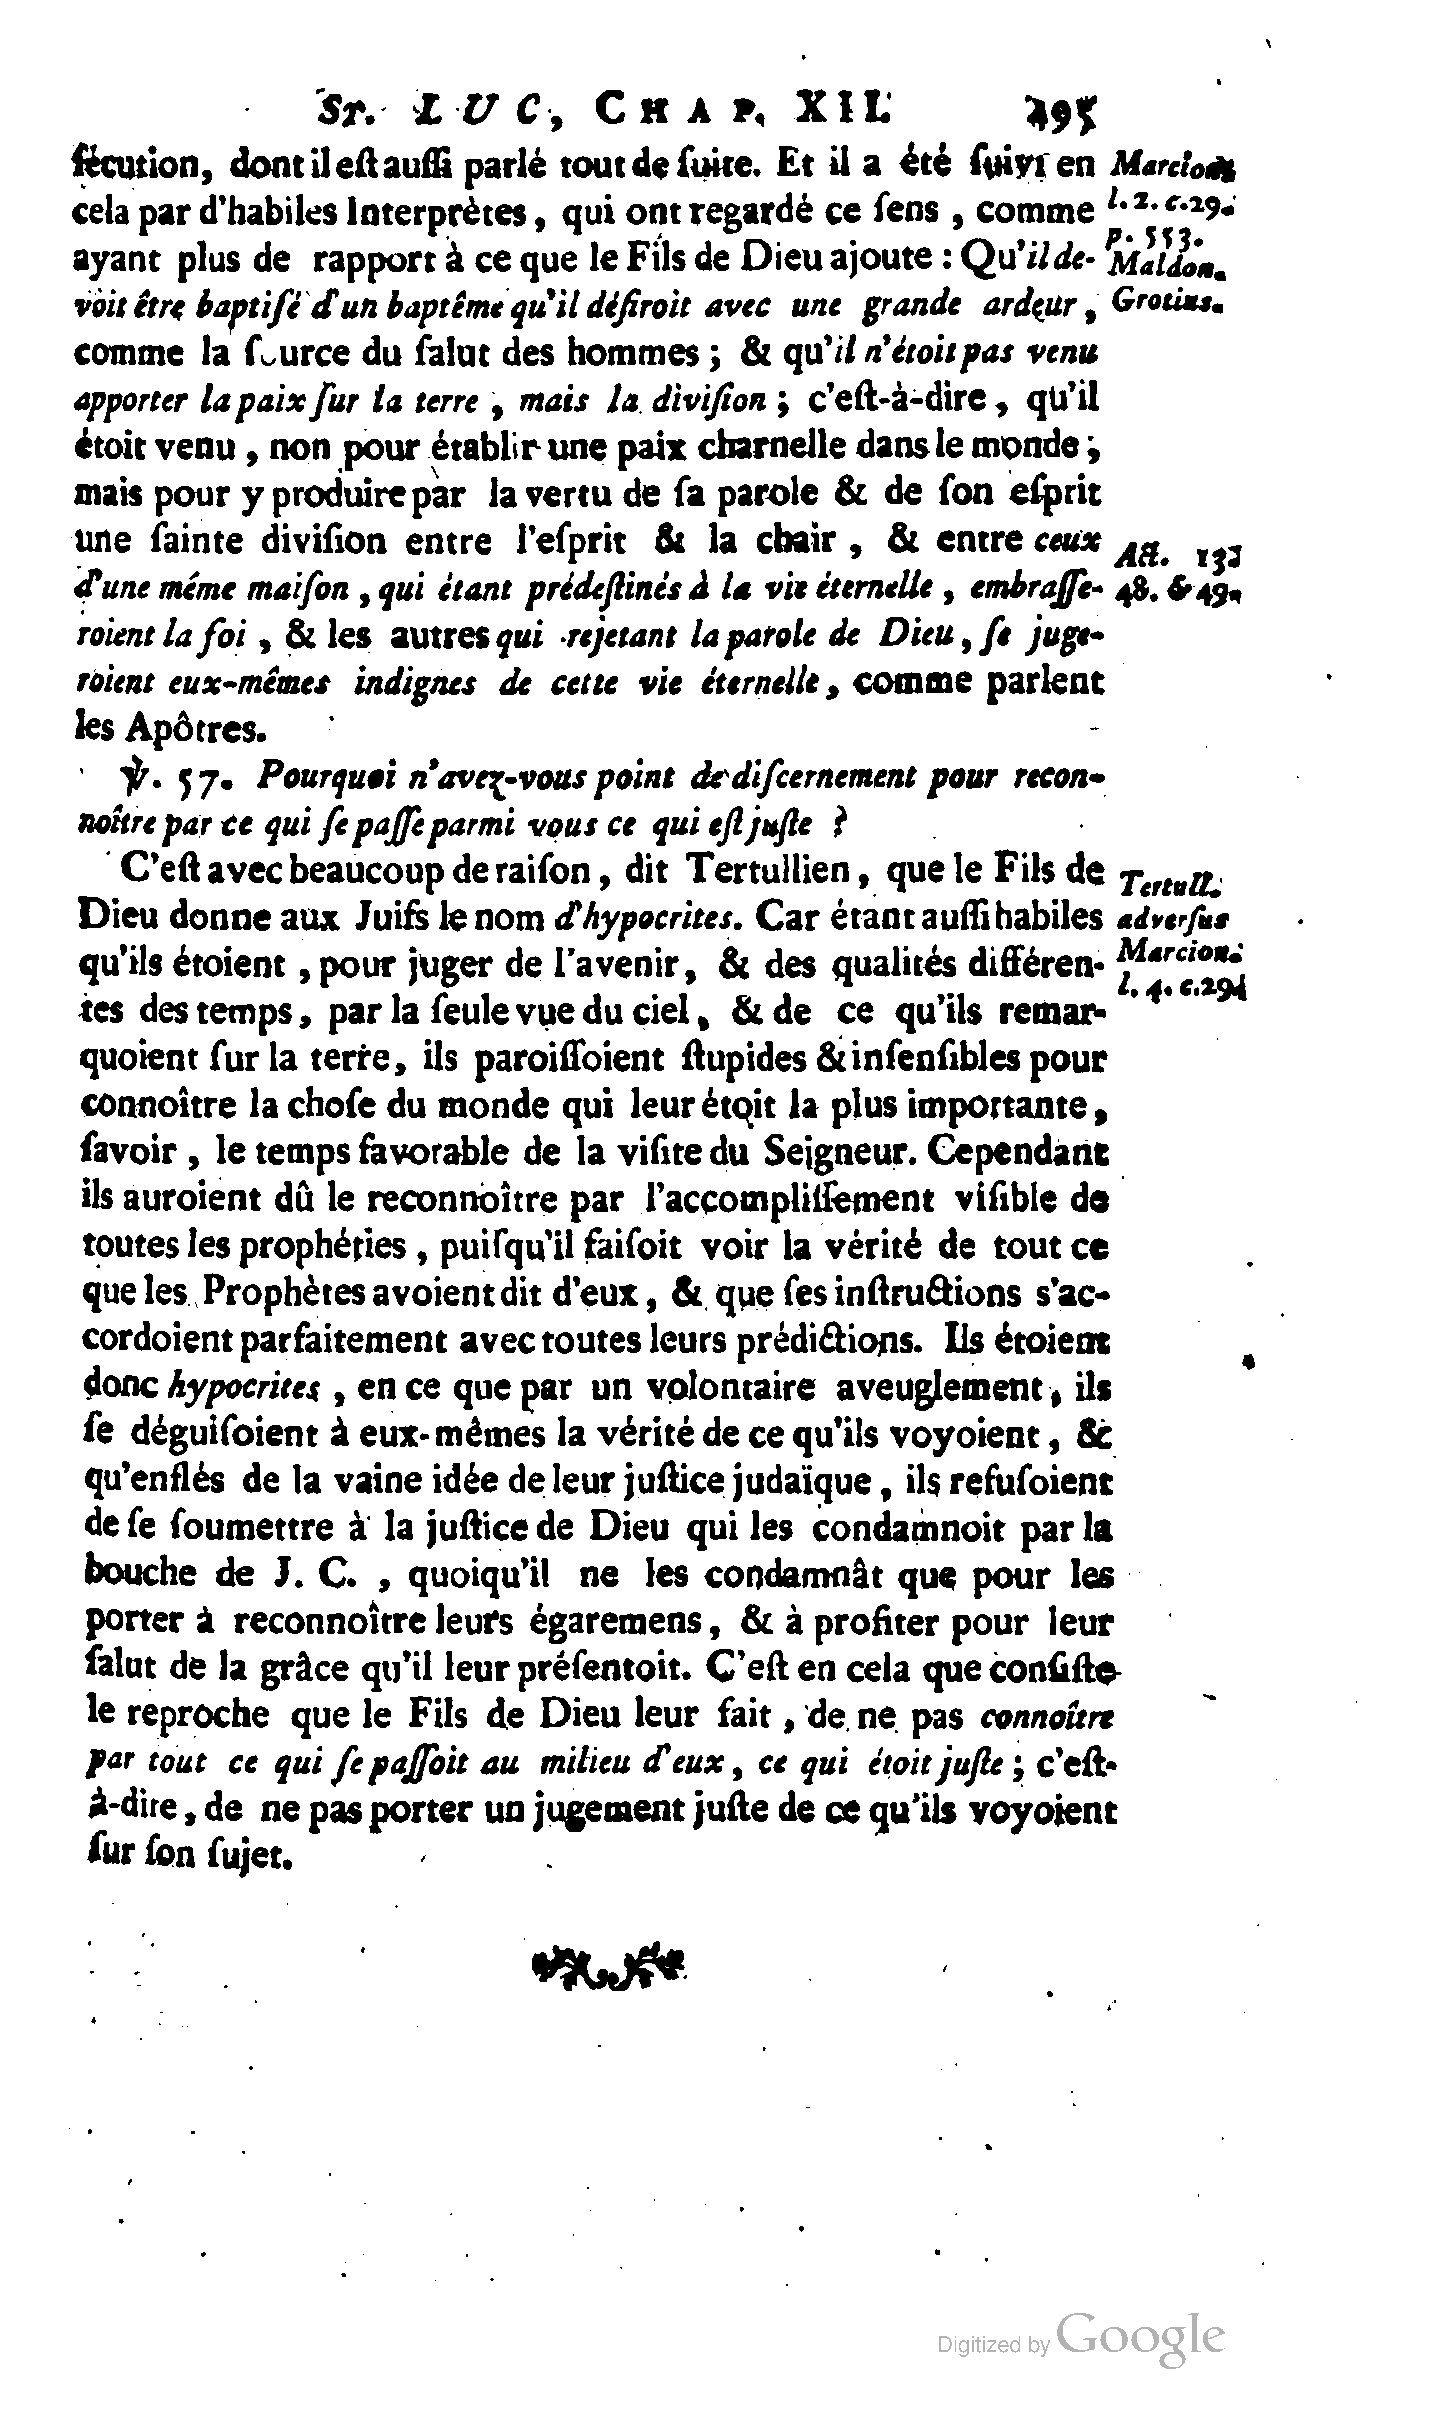 St. LUC, CHAP. XII. 495
ſécution, dont il eſt auſſi parlé tout de ſuite. Et il a été ſuivi en
cela par d'habiles Interprètes, qui ont regardé ce ſens, comme
ayant plus de rapport à ce que le Fils de Dieu ajoute : Qu'il de-
voit être baptiſé d'un baptême qu'il déſiroit avec une grande ardeur,
comme la ſource du ſalut des hommes ; & qu'il n'étoit pas venu
apporter la paix ſur la terre, mais la diviſion ; c'eſt-à-dire, qu'il
étoit venu, non pour établir une paix charnelle dans le monde ;
mais pour y produire par la vertu de ſa parole & de ſon eſprit
une ſainte diviſion entre l'eſprit & la chair, & entre ceux
d'une même maiſon, qui étant prédeſtinés à la vie éternelle, embraſſe-
roient la foi, & les autres qui rejetant la parole de Dieu, ſe juge-
roient eux-mêmes indignes de cette vie éternelle, comme parlent
les Apôtres.
Marcion
l. 2. c. 29.
p. 553.
Maldon.
Grotius.
Act. 13
48. & 49.
℣. 57. Pourquoi n'avez-vous point de diſcernement pour recon-
noître par ce qui ſe paſſe parmi vous ce qui eſt juſte ?
C'eſt avec beaucoup de raiſon, dit Tertullien, que le Fils de
Dieu donne aux Juifs le nom d'hypocrites. Car étant auſſi habiles
qu'ils étoient, pour juger de l'avenir, & des qualités différen-
tes des temps, par la ſeule vue du ciel, & de ce qu'ils remar-
quoient ſur la terre, ils paroiſſoient ſtupides & inſenſibles pour
connoître la choſe du monde qui leur étoit la plus importante,
ſavoir, le temps favorable de la viſite du Seigneur. Cependant
ils auroient dû le reconnoître par l'accompliſſement viſible de
toutes les prophéties, puiſqu'il faiſoit voir la vérité de tout ce
que les Prophètes avoient dit d'eux, & que ſes inſtructions s'ac-
cordoient parfaitement avec toutes leurs prédictions. Ils étoient
donc hypocrites, en ce que par un volontaire aveuglement, ils
ſe déguiſoient à eux-mêmes la vérité de ce qu'ils voyoient, &
qu'enflés de la vaine idée de leur juſtice judaïque, ils refuſoient
de ſe ſoumettre à la juſtice de Dieu qui les condamnoit par la
bouche de J. C. , quoiqu'il ne les condamnât que pour les
porter à reconnoître leurs égaremens, & à profiter pour leur
ſalut de la grâce qu'il leur préſentoit. C'eſt en cela que conſiſte
le reproche que le Fils de Dieu leur fait, de ne pas connoître
par tout ce qui ſe paſſoit au milieu d'eux, ce qui étoit juſte ; c'eſt-
à-dire, de ne pas porter un jugement juſte de ce qu'ils voyoient
ſur ſon ſujet.
Tertull.
adverſus
Marcion.
l. 4. c. 29
Digitized by Google